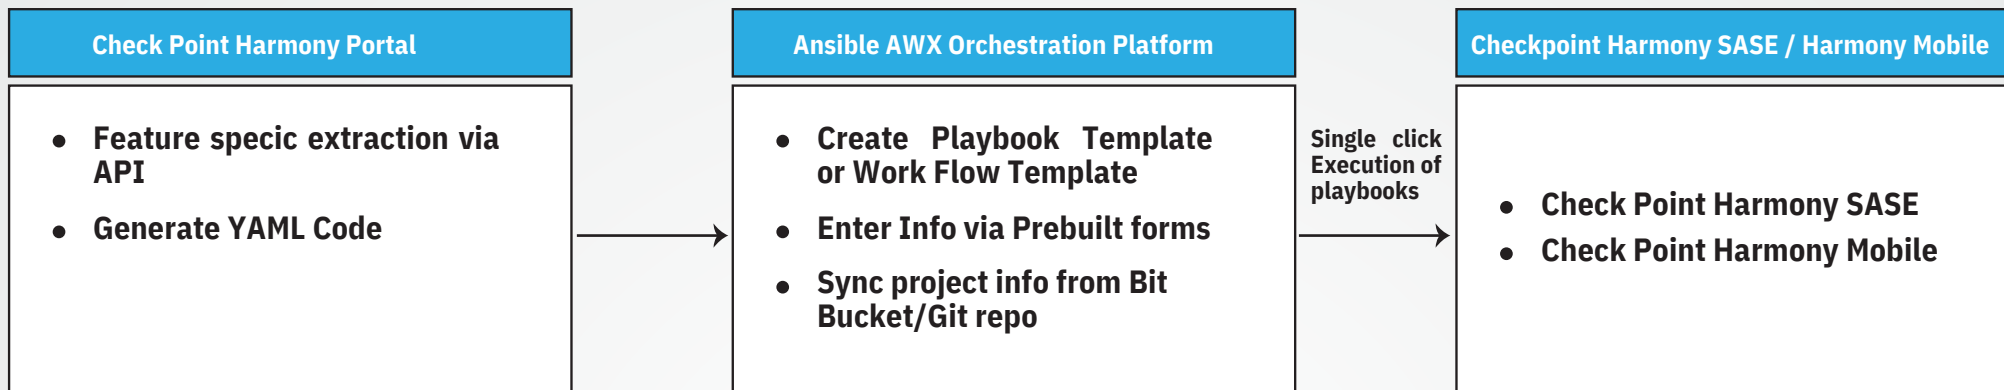 Check Point Harmony Portal
● Feature specic extraction via
API
● Generate YAML Code
Ansible AWX Orchestration Platform
● Create Playbook Template
or Work Flow Template
● Enter Info via Prebuilt forms
● Sync project info from Bit
Bucket/Git repo
Single click
Execution of
playbooks
Checkpoint Harmony SASE / Harmony Mobile
● Check Point Harmony SASE
● Check Point Harmony Mobile